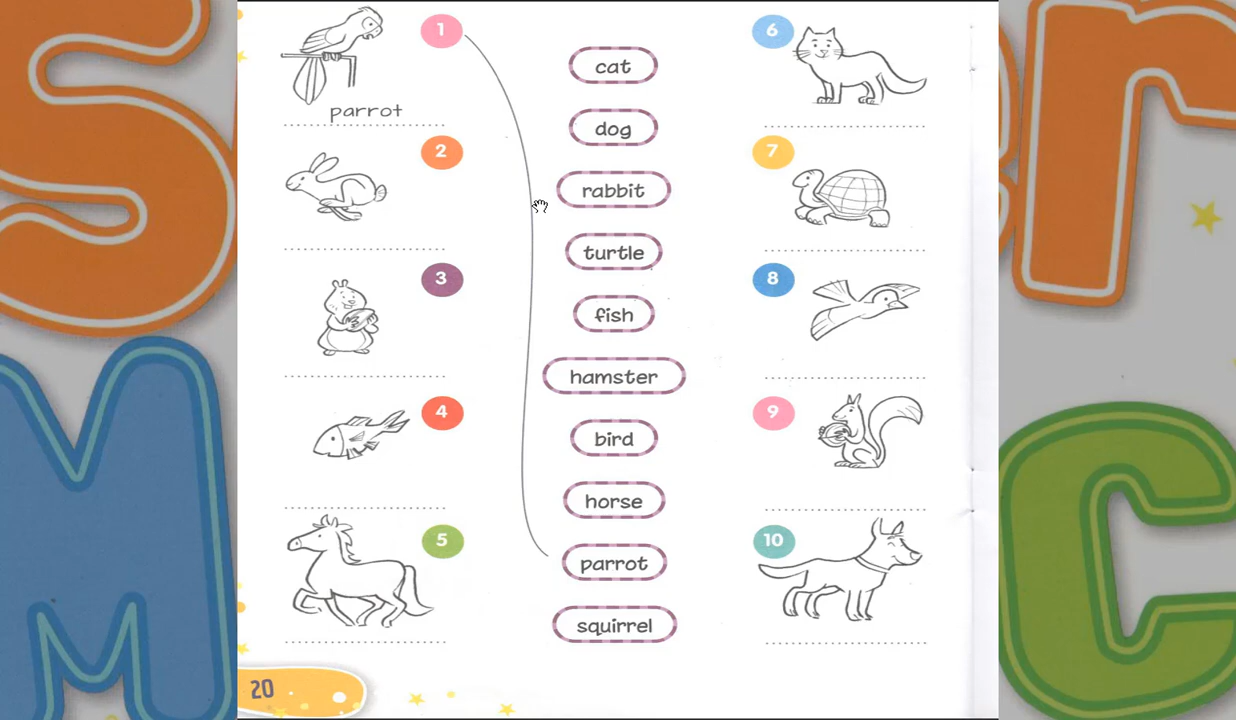 S
M
r
C
1
parrot
2
3
4
5
cat
dog
rabbit
turtle
fish
hamster
bird
horse
parrot
squirrel
6
7
8
9
10
20